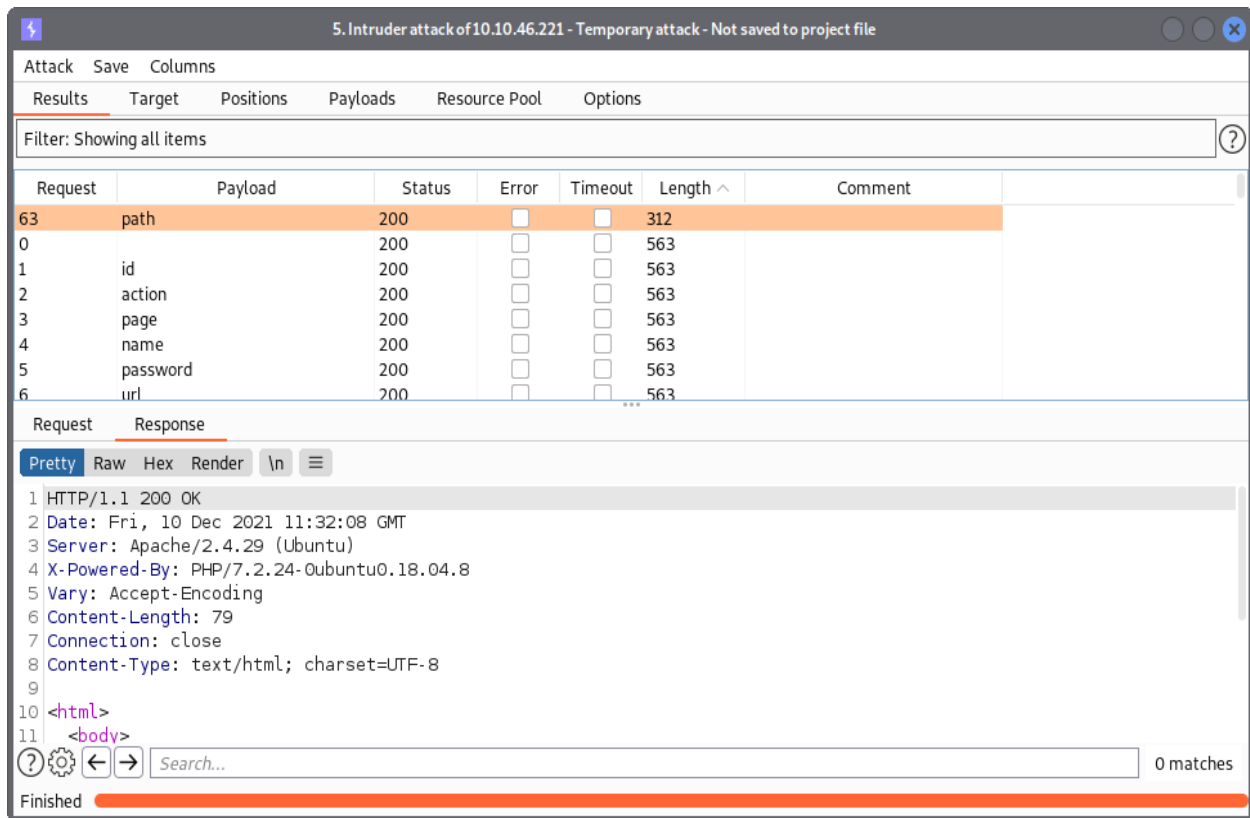 5. Intruder attack of 10.10.46.221 - Temporary attack - Not saved to project file
Attack Save Columns
Results Target Positions Payloads Resource Pool Options
Filter: Showing all items
Request Payload Status Error Timeout Length Comment
63 path 200 312
0 200 563
1 id 200 563
2 action 200 563
3 page 200 563
4 name 200 563
5 password 200 563
6 url 200 563
Request Response
Pretty Raw Hex Render \n
1 HTTP/1.1 200 OK
2 Date: Fri, 10 Dec 2021 11:32:08 GMT
3 Server: Apache/2.4.29 (Ubuntu)
4 X-Powered-By: PHP/7.2.24-0ubuntu0.18.04.8
5 Vary: Accept-Encoding
6 Content-Length: 79
7 Connection: close
8 Content-Type: text/html; charset=UTF-8
9
10 <html>
11 <body>
Search... 0 matches
Finished